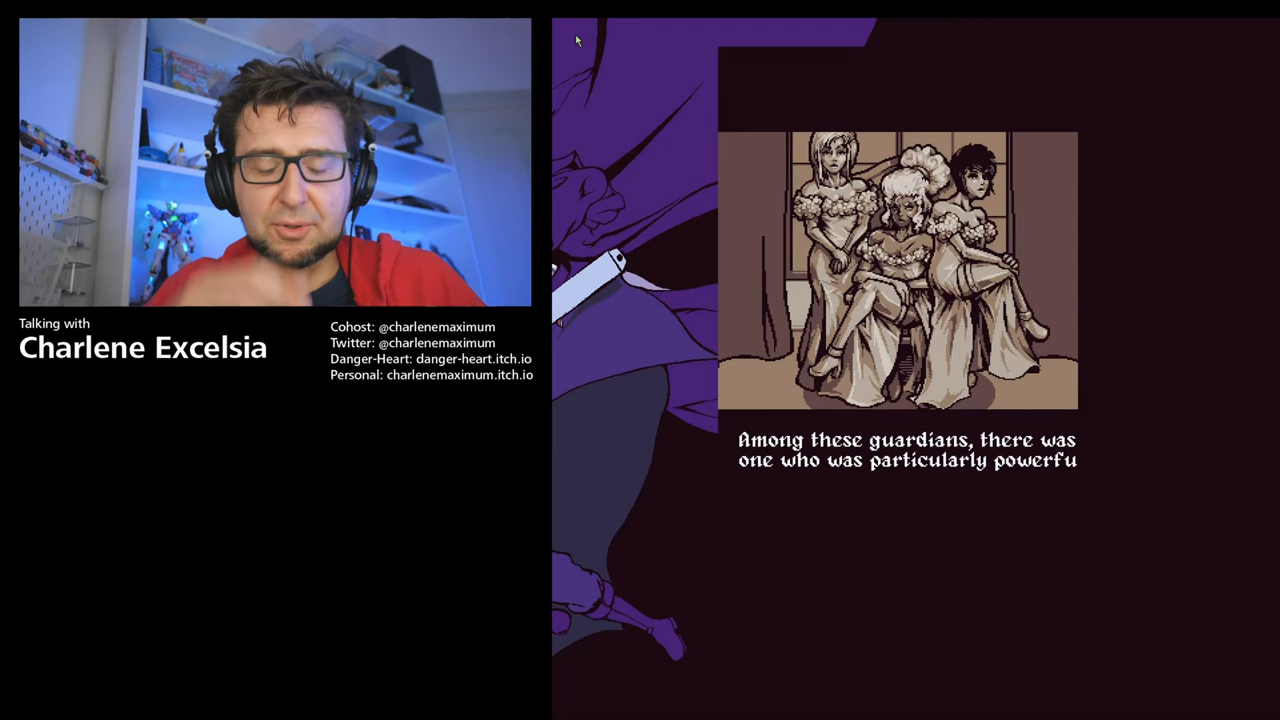 Talking with
Charlene Excelsia
Cohost: @charlenemaximum
Twitter: @charlenemaximum
Danger-Heart: danger-heart.itch.io
Personal: charlenemaximum.itch.io
Among these guardians, there was
one who was particularly powerfu